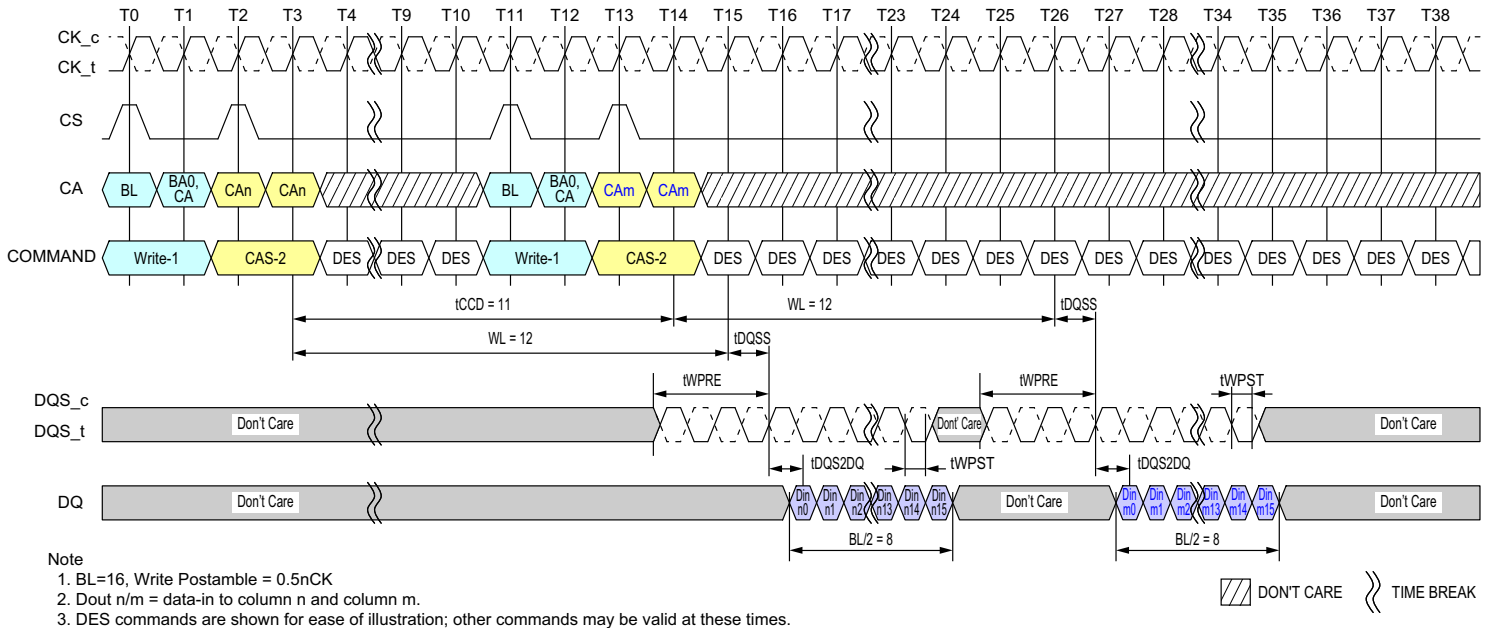 T0 T1 T2 T3 T4 T9 T10 T11 T12 T13 T14 T15 T16 T17 T23 T24 T25 T26 T27 T28 T34 T35 T36 T37 T38
CK_c
CK_t
CS
CA
BL
BA0,
CA
CAn
CAn
BL
BA0,
CA
CAm
CAm
COMMAND
Write-1 CAS-2 DES DES DES Write-1 CAS-2 DES DES DES DES DES DES DES DES DES DES DES DES DES DES
tCCD = 11 WL = 12 tDQSS
WL = 12 tDQSS
tWPRE tWPRE tWPST
DQS_c
DQS_t
Don't Care Dont' Care Don't Care
tDQS2DQ tWPST tDQS2DQ
DQ
Don't Care
Din
n0
Din
n1
Din
n2
Din
n13
Din
n14
Din
n15
Don't Care
Din
m0
Din
m1
Din
m2
Din
m13
Din
m14
Din
m15
Don't Care
BL/2 = 8 BL/2 = 8
Note
1. BL=16, Write Postamble = 0.5nCK
2. Dout n/m = data-in to column n and column m.
3. DES commands are shown for ease of illustration; other commands may be valid at these times.
DON'T CARE TIME BREAK